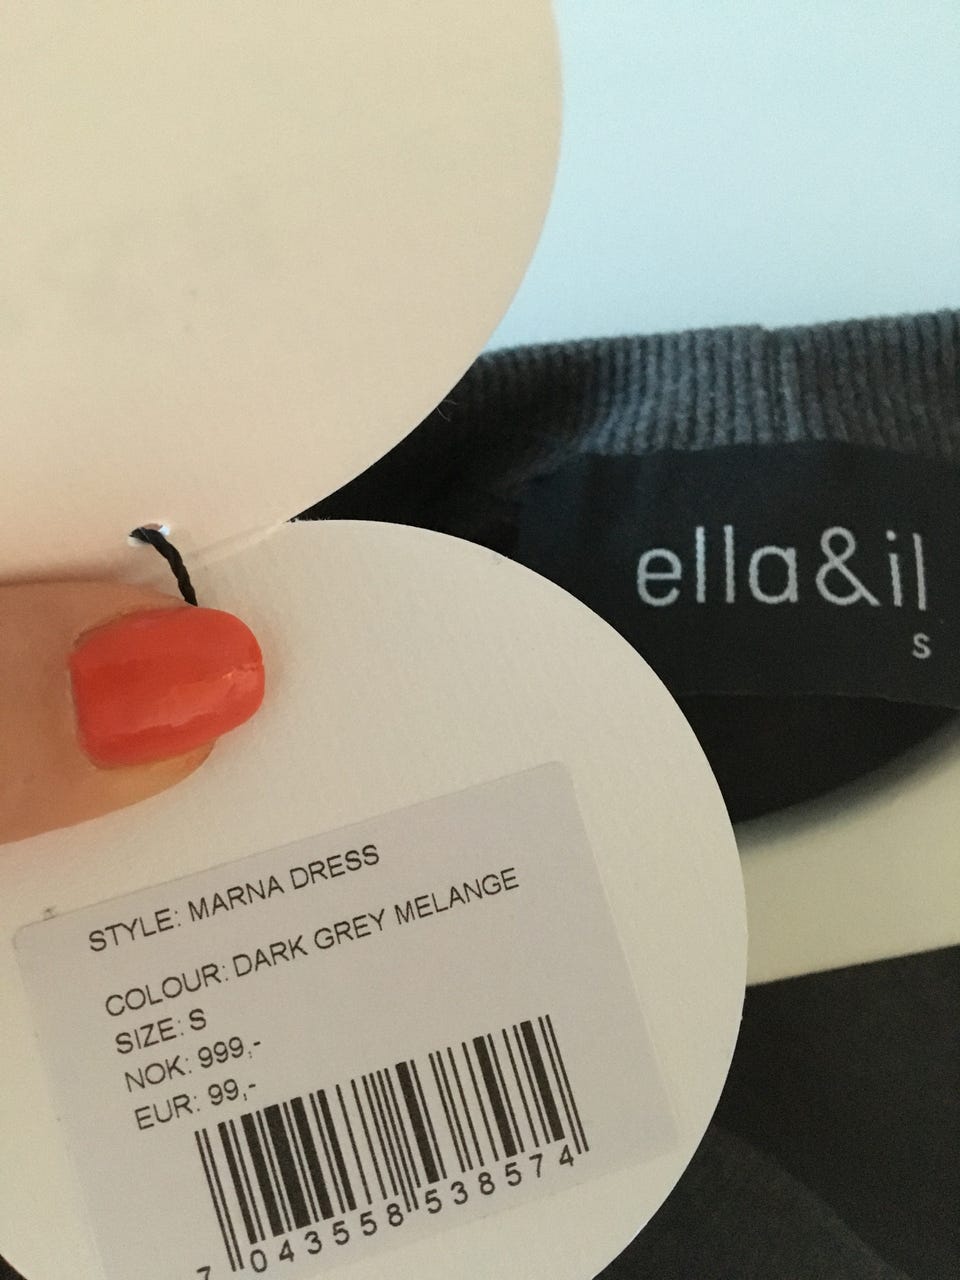 ella&il
S
STYLE: MARNA DRESS
COLOUR: DARK GREY MELANGE
SIZE: S
NOK: 999,-
EUR: 99,-
7 043558 538574